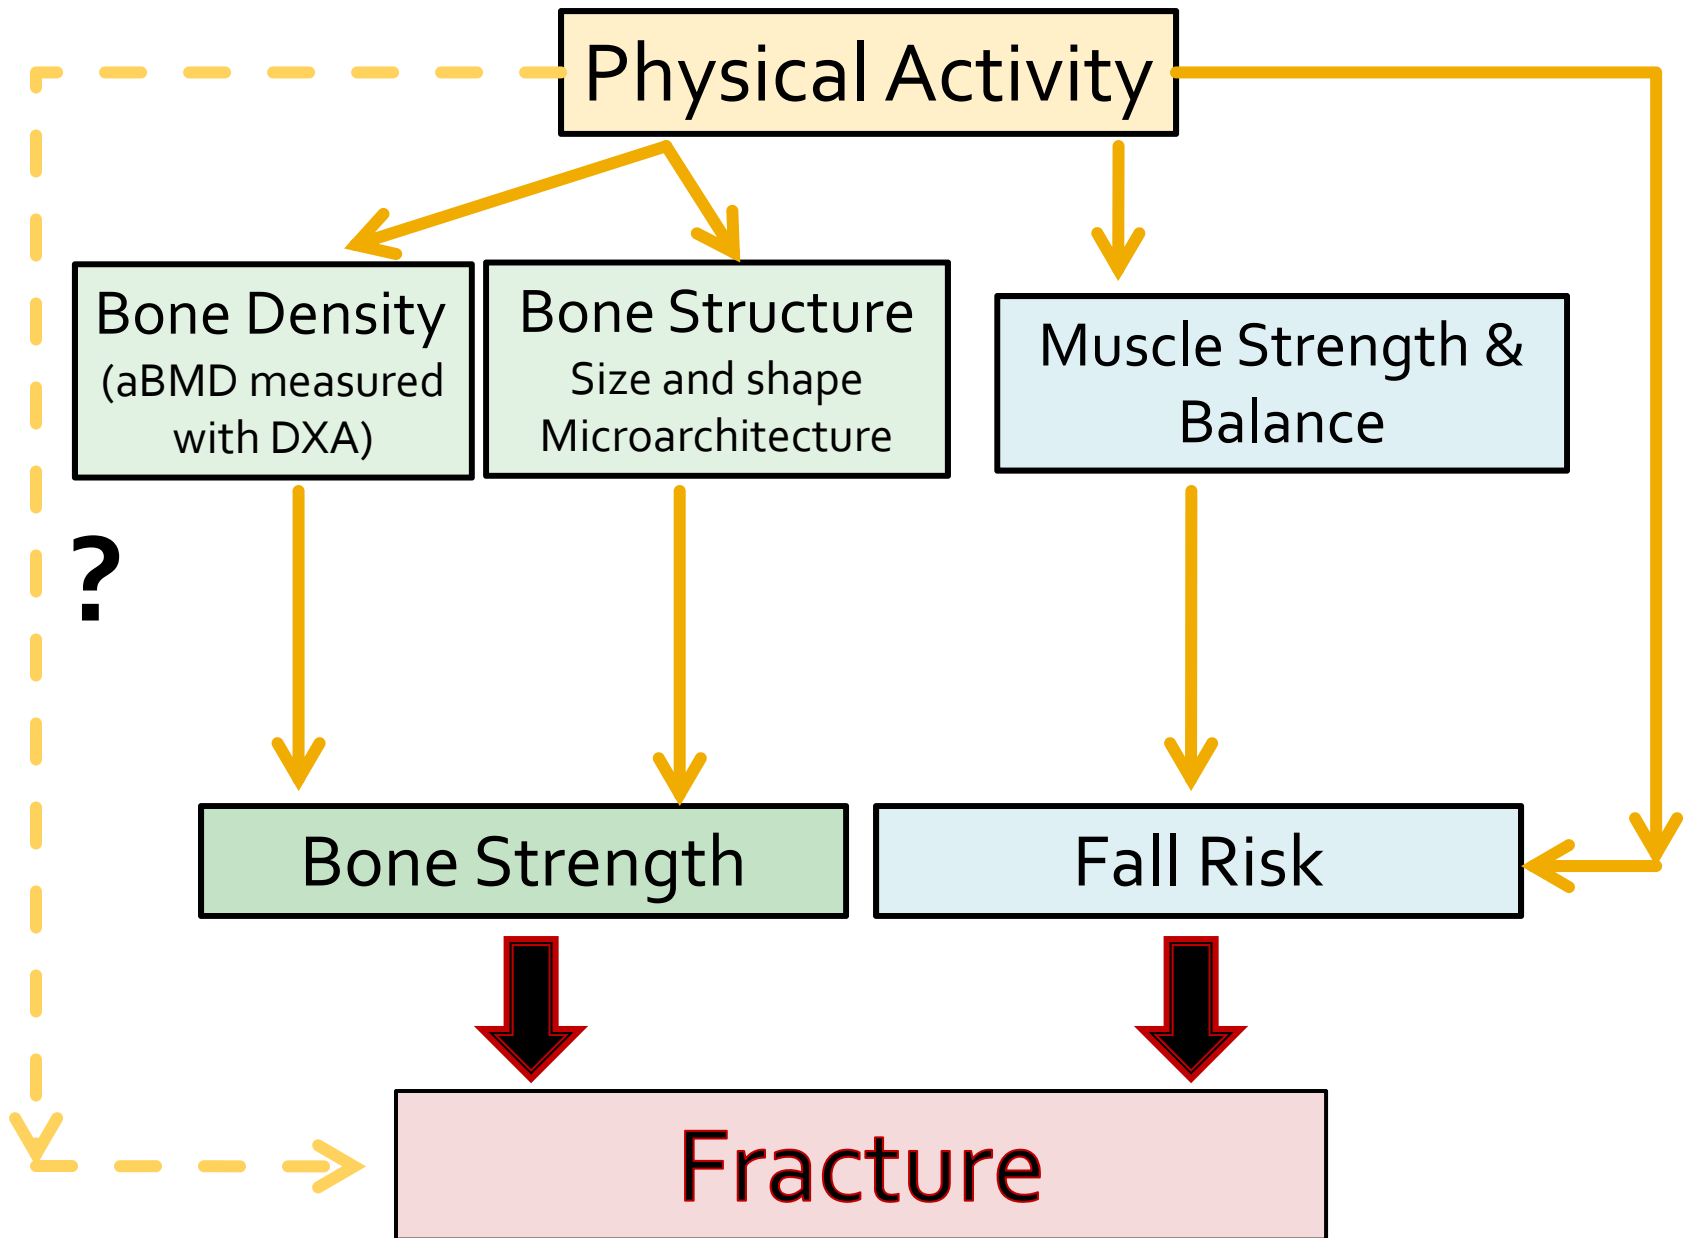 Physical Activity
Bone Density
(aBMD measured
with DXA)
Bone Structure
Size and shape
Microarchitecture
Muscle Strength &
Balance
?
Bone Strength
Fall Risk
Fracture